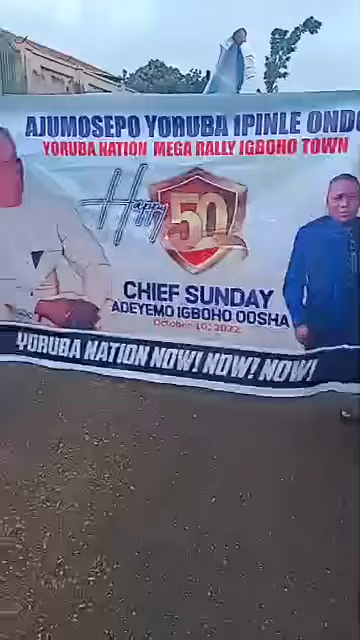 AJUMOSEPO YORUBA IPINLE ONDO
YORUBA NATION MEGA RALLY IGBOHO TOWN
Happy
50
CHIEF SUNDAY
ADEYEMO IGBOHO OOSHA
October 10, 2022
YORUBA NATION NOW! NOW! NOW!